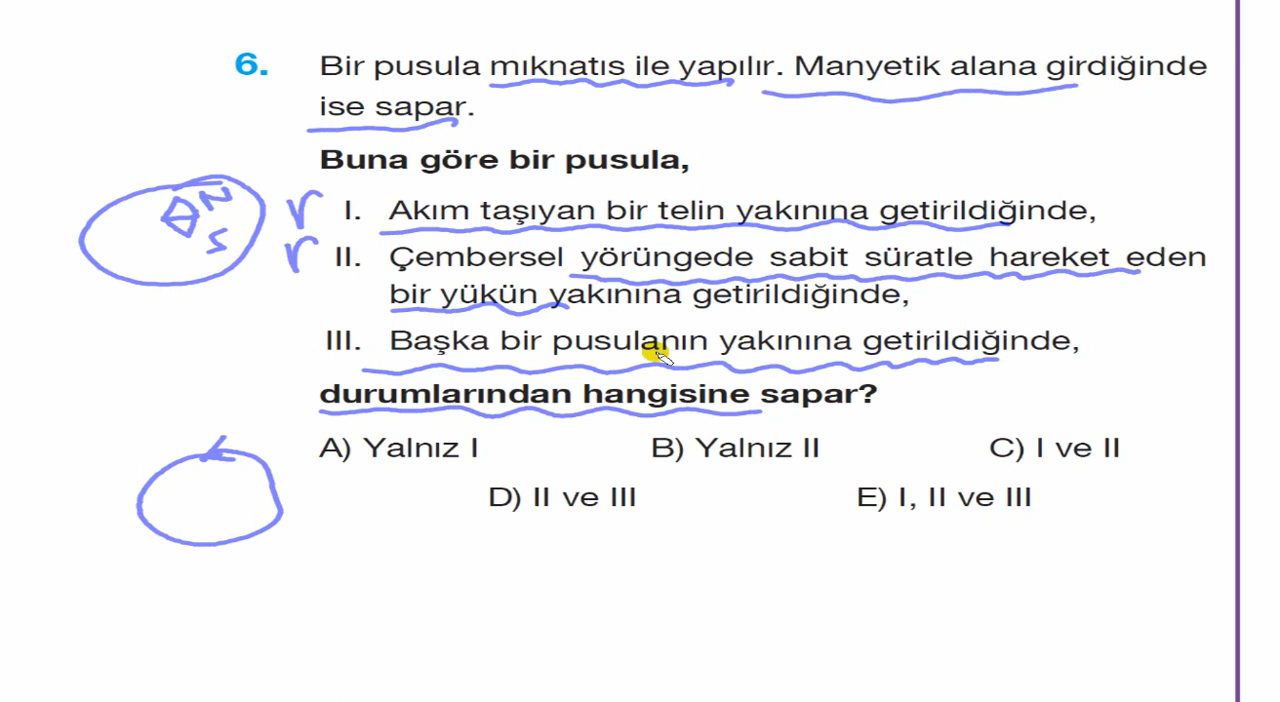 6. Bir pusula mıknatıs ile yapılır. Manyetik alana girdiğinde
ise sapar.
Buna göre bir pusula,
N
S
I. Akım taşıyan bir telin yakınına getirildiğinde,
II. Çembersel yörüngede sabit süratle hareket eden
bir yükün yakınına getirildiğinde,
III. Başka bir pusulanın yakınına getirildiğinde,
durumlarından hangisine sapar?
A) Yalnız I B) Yalnız II C) I ve II
D) II ve III E) I, II ve III